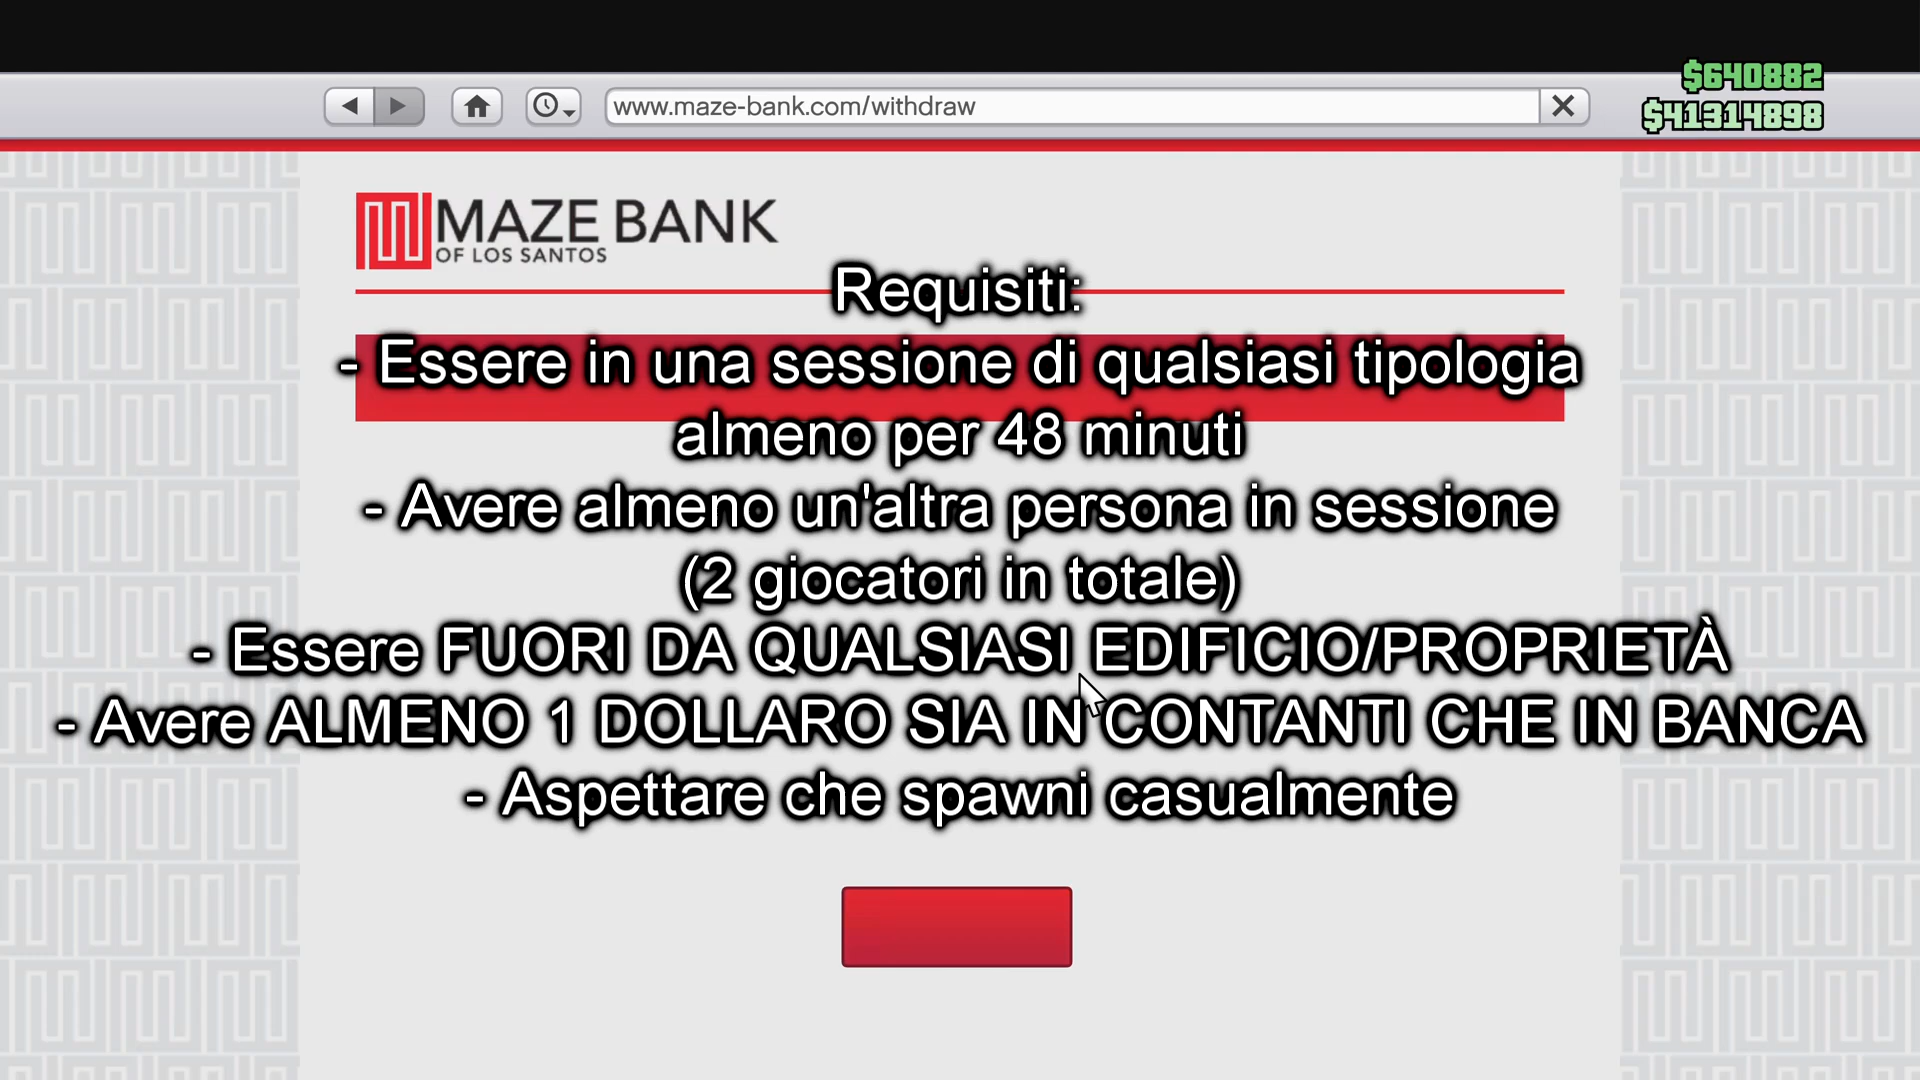 $640882
www.maze-bank.com/withdraw
$41314898
MAZE BANK
OF LOS SANTOS
Requisiti:
- Essere in una sessione di qualsiasi tipologia
almeno per 48 minuti
- Avere almeno un'altra persona in sessione
(2 giocatori in totale)
- Essere FUORI DA QUALSIASI EDIFICIO/PROPRIETÀ
- Avere ALMENO 1 DOLLARO SIA IN CONTANTI CHE IN BANCA
- Aspettare che spawni casualmente